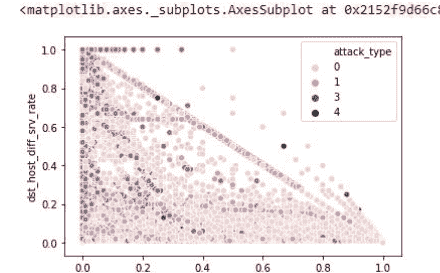 <matplotlib.axes._subplots.AxesSubplot at 0x2152f9d66c8
1.0
0.8
0.6
0.4
0.2
0.0
dst_host_diff_srv_rate
attack_type
0
1
3
4
0.0 0.2 0.4 0.6 0.8 1.0